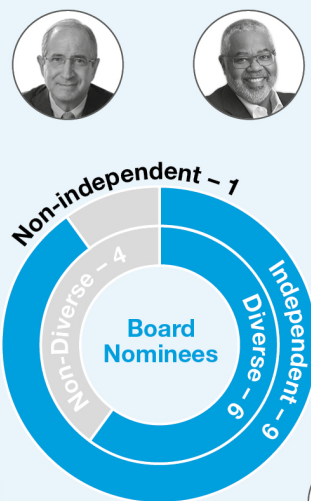 Non-independent – 1
Independent – 9
Non-Diverse – 4
Diverse – 6
Board
Nominees